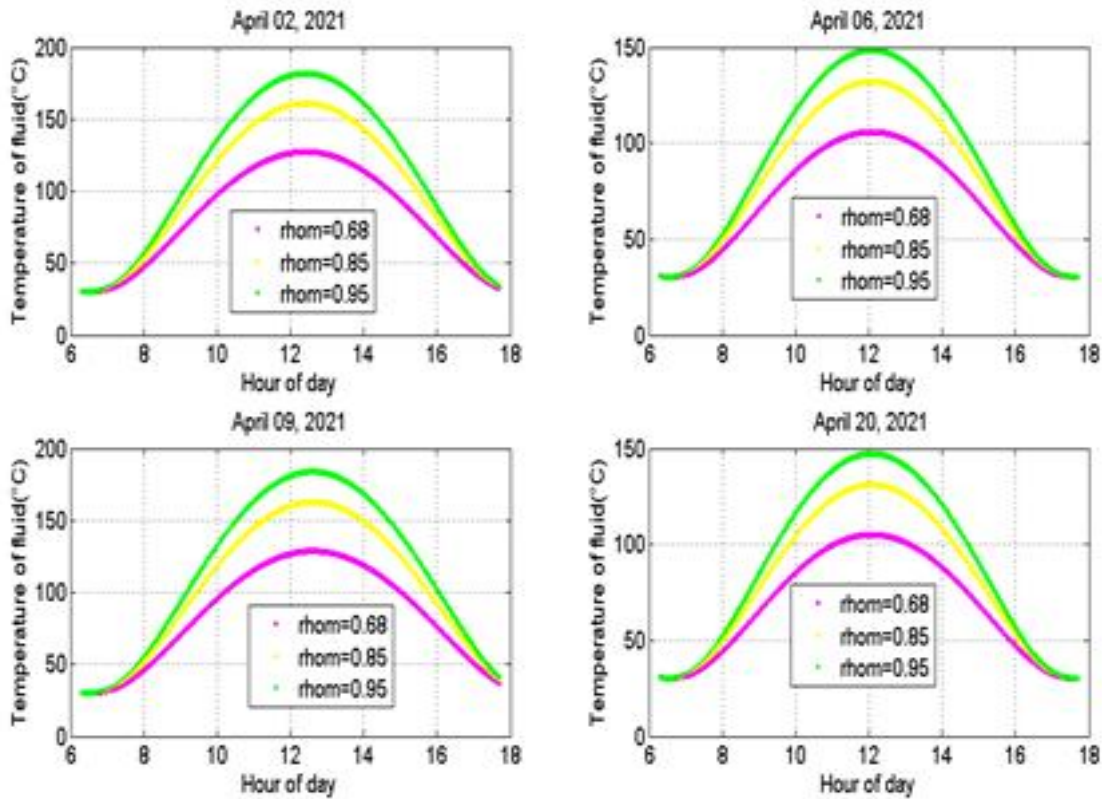 April 02, 2021
Temperature of fluid(°C)
200
150
100
50
0
rhom=0.68
rhom=0.85
rhom=0.95
6 8 10 12 14 16 18
Hour of day
April 06, 2021
Temperature of fluid(°C)
150
100
50
0
rhom=0.68
rhom=0.85
rhom=0.95
6 8 10 12 14 16 18
Hour of day
April 09, 2021
Temperature of fluid(°C)
200
150
100
50
0
rhom=0.68
rhom=0.85
rhom=0.95
6 8 10 12 14 16 18
Hour of day
April 20, 2021
Temperature of fluid(°C)
150
100
50
0
rhom=0.68
rhom=0.85
rhom=0.95
6 8 10 12 14 16 18
Hour of day